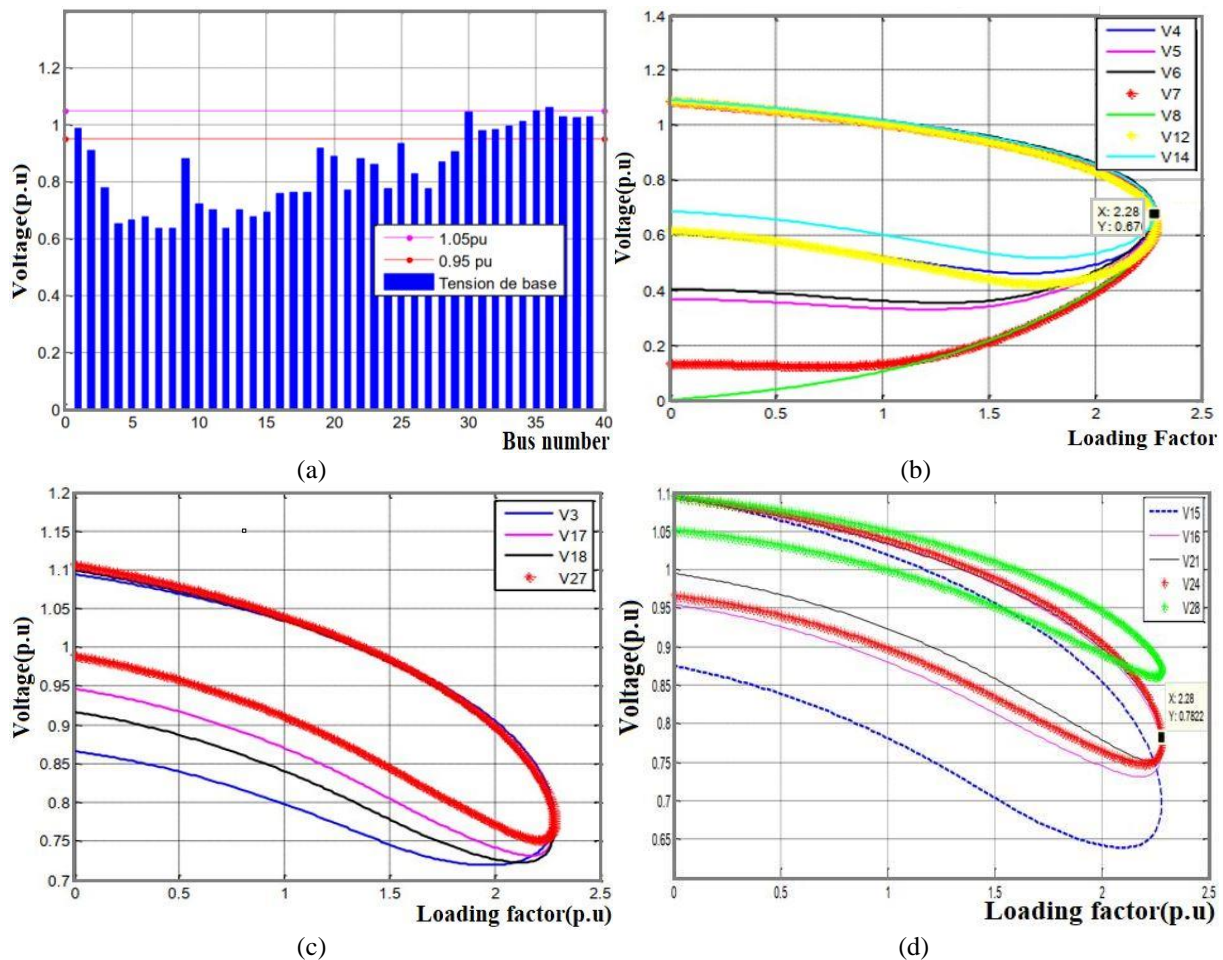 1.2
1
0.8
0.6
0.4
0.2
0
Voltage(p.u)
1.05pu
0.95 pu
Tension de base
0 5 10 15 20 25 30 35 40
Bus number
(a)
1.4
1.2
1
0.8
0.6
0.4
0.2
0
Voltage(p.u)
V4
V5
V6
V7
V8
V12
V14
X: 2.28
Y: 0.67
0 0.5 1 1.5 2 2.5
Loading Factor
(b)
1.2
1.15
1.1
1.05
1
0.95
0.9
0.85
0.8
0.75
0.7
Voltage(p.u)
V3
V17
V18
V27
0 0.5 1 1.5 2 2.5
Loading factor(p.u)
(c)
1.1
1.05
1
0.95
0.9
0.85
0.8
0.75
0.7
0.65
Voltage(p.u)
V15
V16
V21
V24
V28
X: 2.28
Y: 0.7822
0 0.5 1 1.5 2 2.5
Loading factor(p.u)
(d)